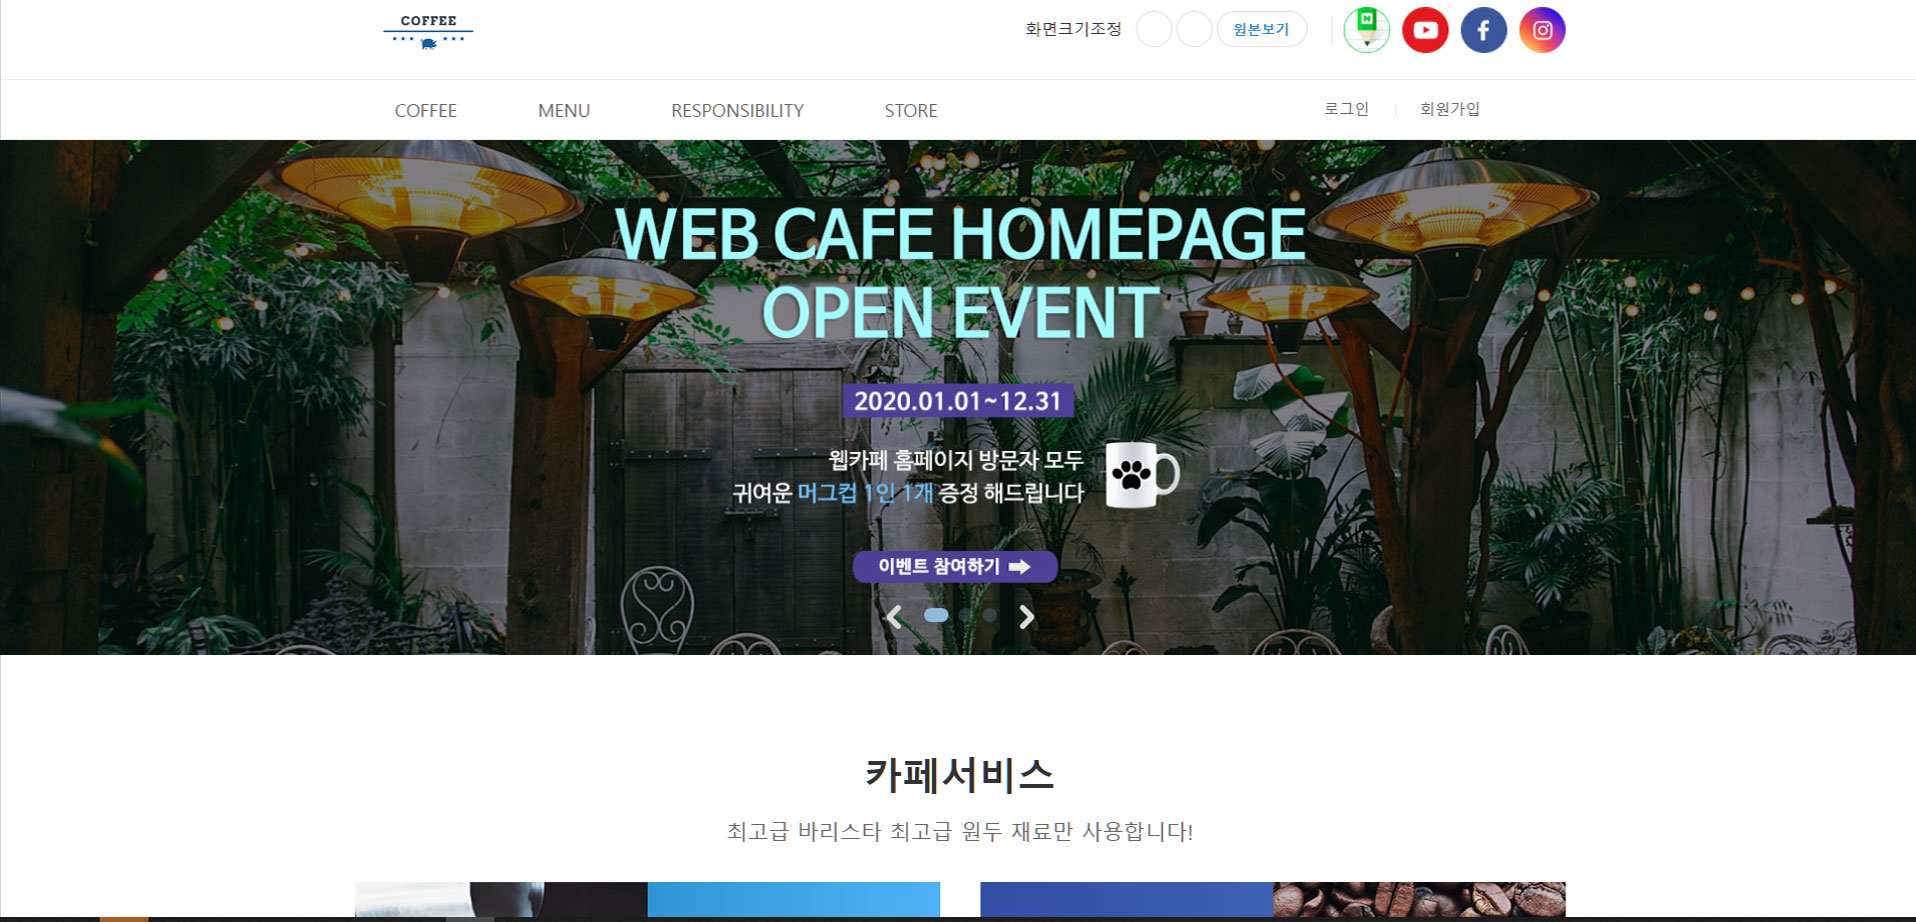 COFFEE
화면크기조정
원본보기
N
COFFEE
MENU
RESPONSIBILITY
STORE
로그인
회원가입
WEB CAFE HOMEPAGE
OPEN EVENT
2020.01.01~12.31
웹카페 홈페이지 방문자 모두
귀여운 머그컵 1인 1개 증정 해드립니다
이벤트 참여하기
카페서비스
최고급 바리스타 최고급 원두 재료만 사용합니다!